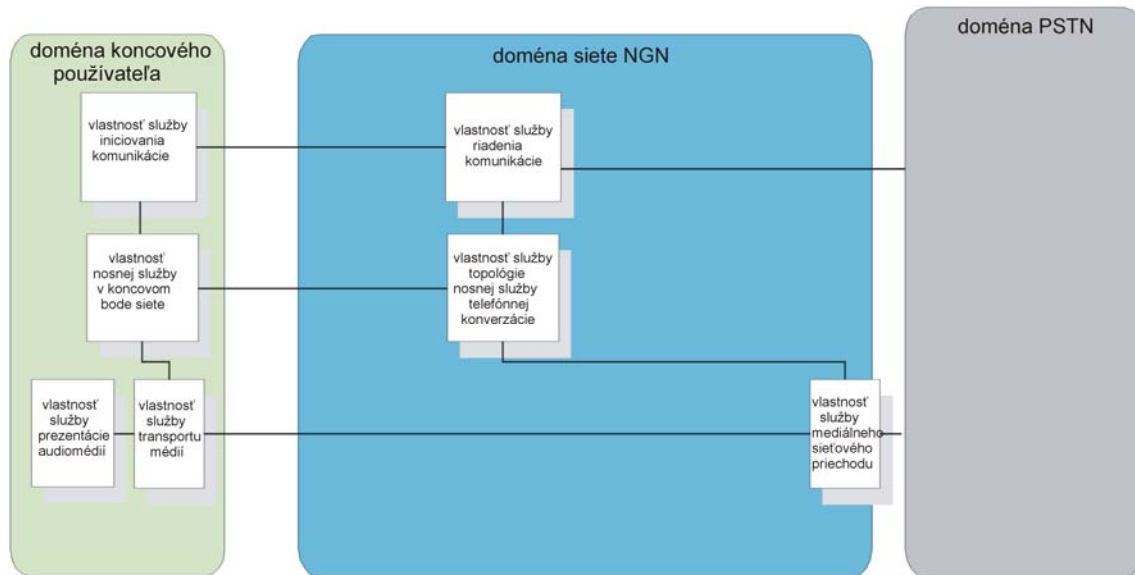 doména koncového
používateľa
vlastnosť služby
iniciovania
komunikácie
vlastnosť
nosnej služby
v koncovom
bode siete
vlastnosť
služby
prezentácie
audiomédií
vlastnosť
služby
transportu
médií
doména siete NGN
vlastnosť služby
riadenia
komunikácie
vlastnosť služby
topológie
nosnej služby
telefónnej
konverzácie
vlastnosť
služby
mediálneho
sieťového
priechodu
doména PSTN